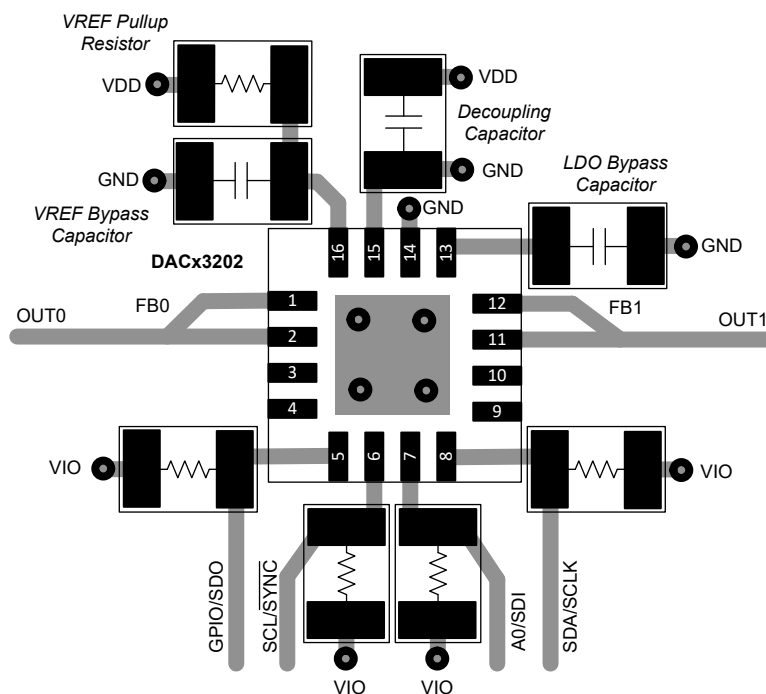 VREF Pullup
Resistor
VDD
VDD
Decoupling
Capacitor
GND
GND
VREF Bypass
Capacitor
GND
LDO Bypass
Capacitor
DACx3202
16
15
14
13
GND
OUT0
FB0
1
12
FB1
OUT1
2
11
3
10
4
9
VIO
5
6
7
8
VIO
GPIO/SDO
SCL/SYNC
A0/SDI
SDA/SCLK
VIO
VIO